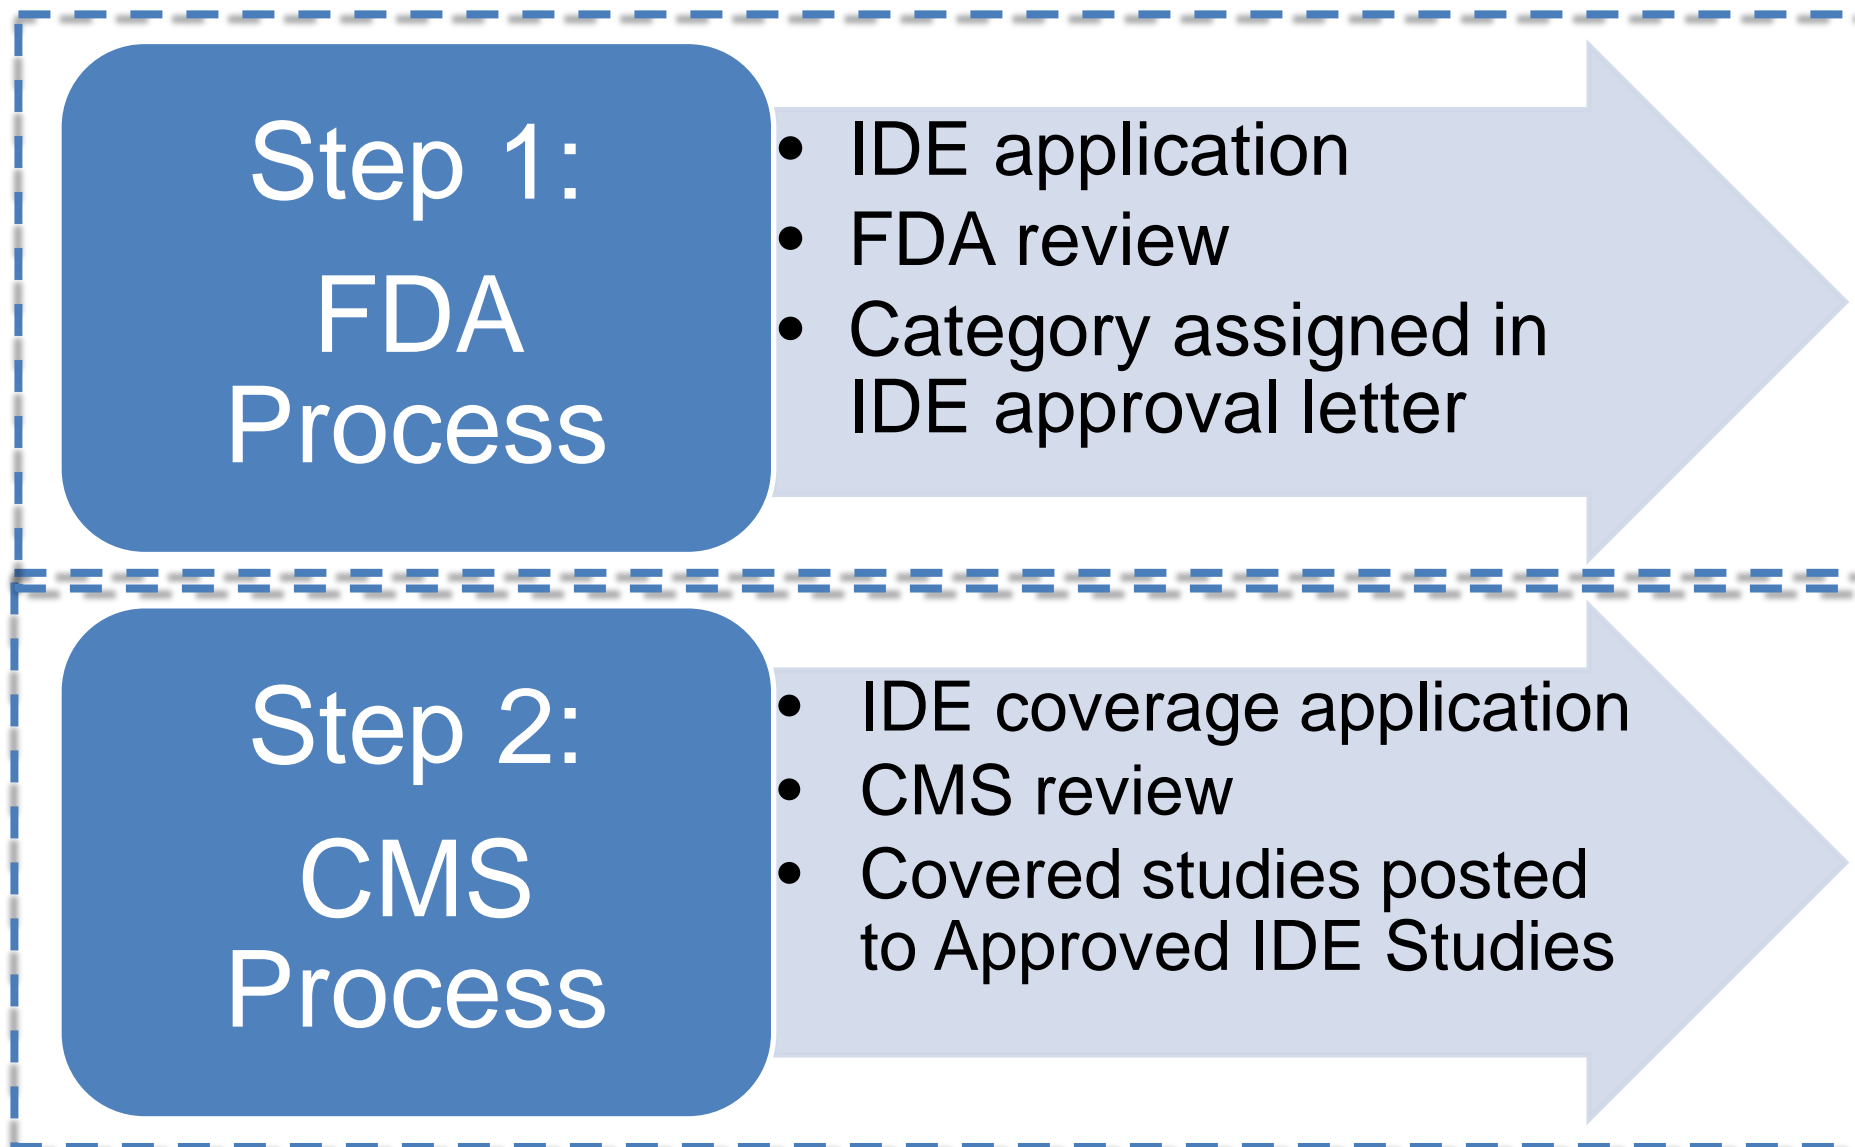 Step 1:
FDA
Process
• IDE application
• FDA review
• Category assigned in
IDE approval letter
Step 2:
CMS
Process
• IDE coverage application
• CMS review
• Covered studies posted
to Approved IDE Studies